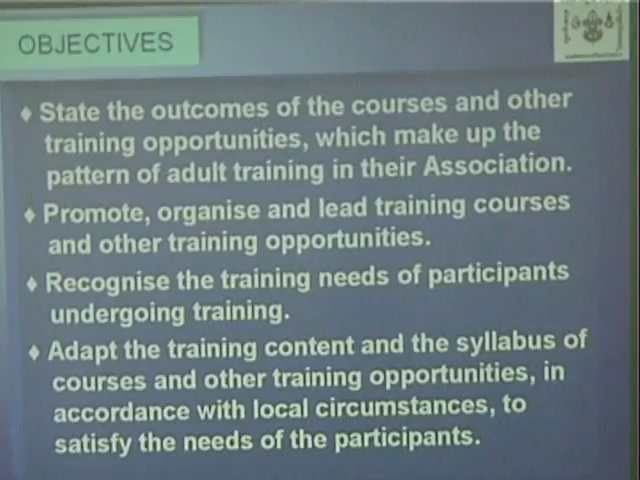 OBJECTIVES
♦ State the outcomes of the courses and other
training opportunities, which make up the
pattern of adult training in their Association.
♦ Promote, organise and lead training courses
and other training opportunities.
♦ Recognise the training needs of participants
undergoing training.
♦ Adapt the training content and the syllabus of
courses and other training opportunities, in
accordance with local circumstances, to
satisfy the needs of the participants.